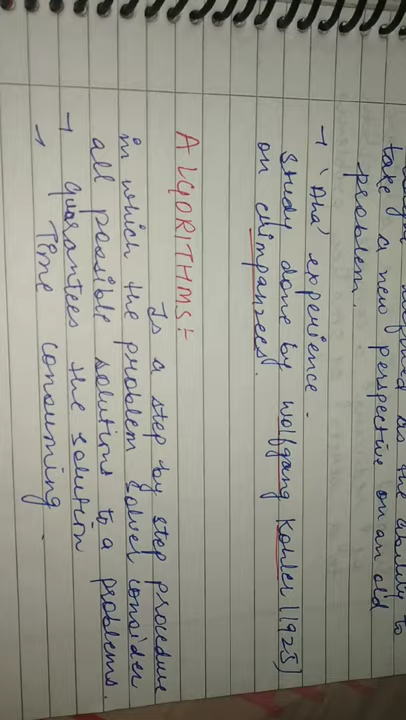 defined as the ability to
take a new perspective on an old
problem.
→ 'Aha' experience -
Study done by Wolfgang Kohler (1925)
on chimpanzees.
ALGORITHMS:-
Is a step by step procedure
in which the problem solver consider
all possible solutions to a problems.
→ Guarantees the solution
→ Time consuming.